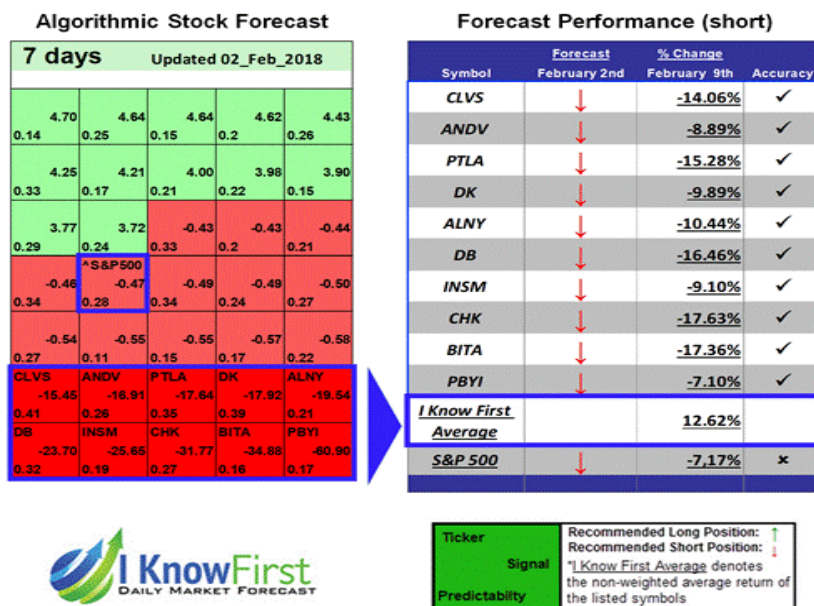 Algorithmic Stock Forecast
7 days Updated 02_Feb_2018
4.70 4.64 4.64 4.62 4.43
0.14 0.25 0.15 0.2 0.26
4.25 4.21 4.00 3.98 3.90
0.33 0.17 0.21 0.22 0.15
3.77 3.72 -0.43 -0.43 -0.44
0.29 0.24 0.33 0.2 0.21
^S&P500
-0.46 -0.47 -0.49 -0.49 -0.50
0.34 0.28 0.34 0.24 0.27
-0.54 -0.55 -0.55 -0.57 -0.58
0.27 0.11 0.15 0.17 0.22
CLVS ANDV PTLA DK ALNY
-15.45 -16.91 -17.64 -17.92 -19.54
0.41 0.26 0.35 0.39 0.21
DB INSM CHK BITA PBYI
-23.70 -25.65 -31.77 -34.88 -60.90
0.32 0.19 0.27 0.16 0.17
Forecast Performance (short)
Forecast % Change
Symbol February 2nd February 9th Accuracy
CLVS ↓ -14.06% ✓
ANDV ↓ -8.89% ✓
PTLA ↓ -15.28% ✓
DK ↓ -9.89% ✓
ALNY ↓ -10.44% ✓
DB ↓ -16.46% ✓
INSM ↓ -9.10% ✓
CHK ↓ -17.63% ✓
BITA ↓ -17.36% ✓
PBYI ↓ -7.10% ✓
I Know First
Average 12.62%
S&P 500 ↓ -7,17% ×
I Know First
DAILY MARKET FORECAST
Ticker
Signal
Predictabilty
Recommended Long Position: ↑
Recommended Short Position: ↓
"I Know First Average denotes
the non-weighted average return of
the listed symbols